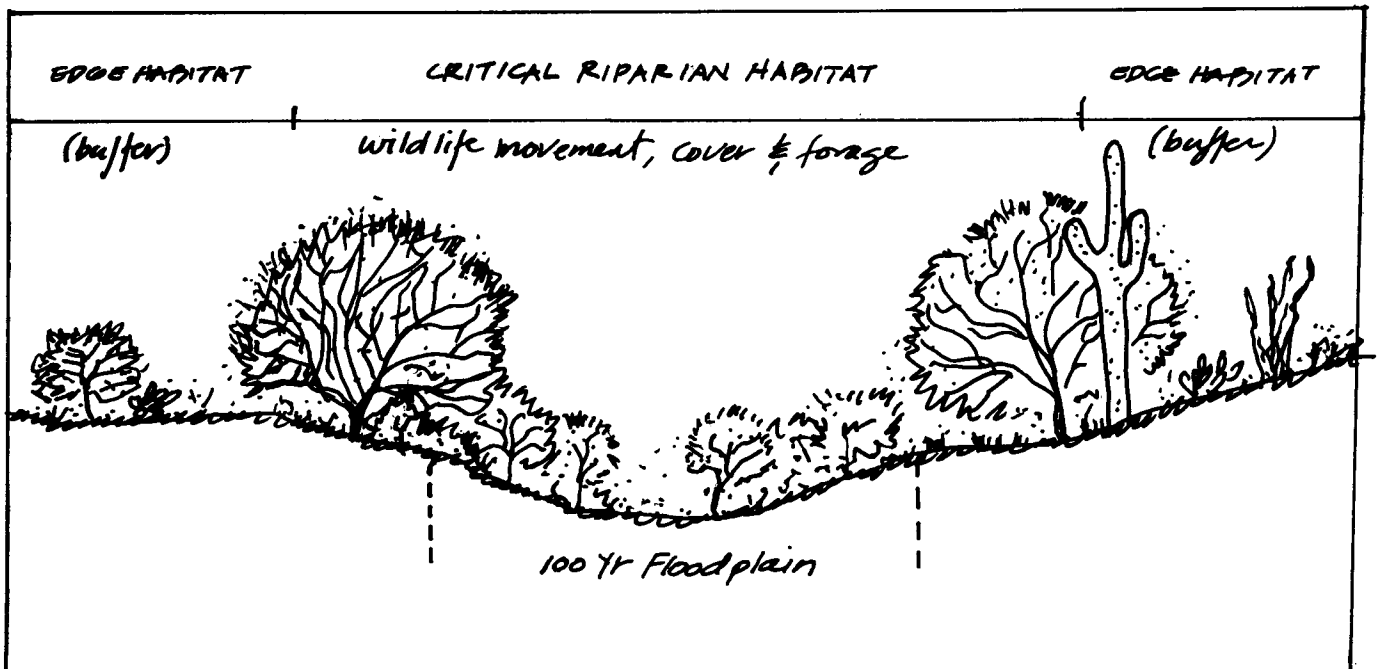 EDGE HABITAT CRITICAL RIPARIAN HABITAT EDGE HABITAT
(buffer) wildlife movement, cover & forage (buffer)
100 Yr Floodplain